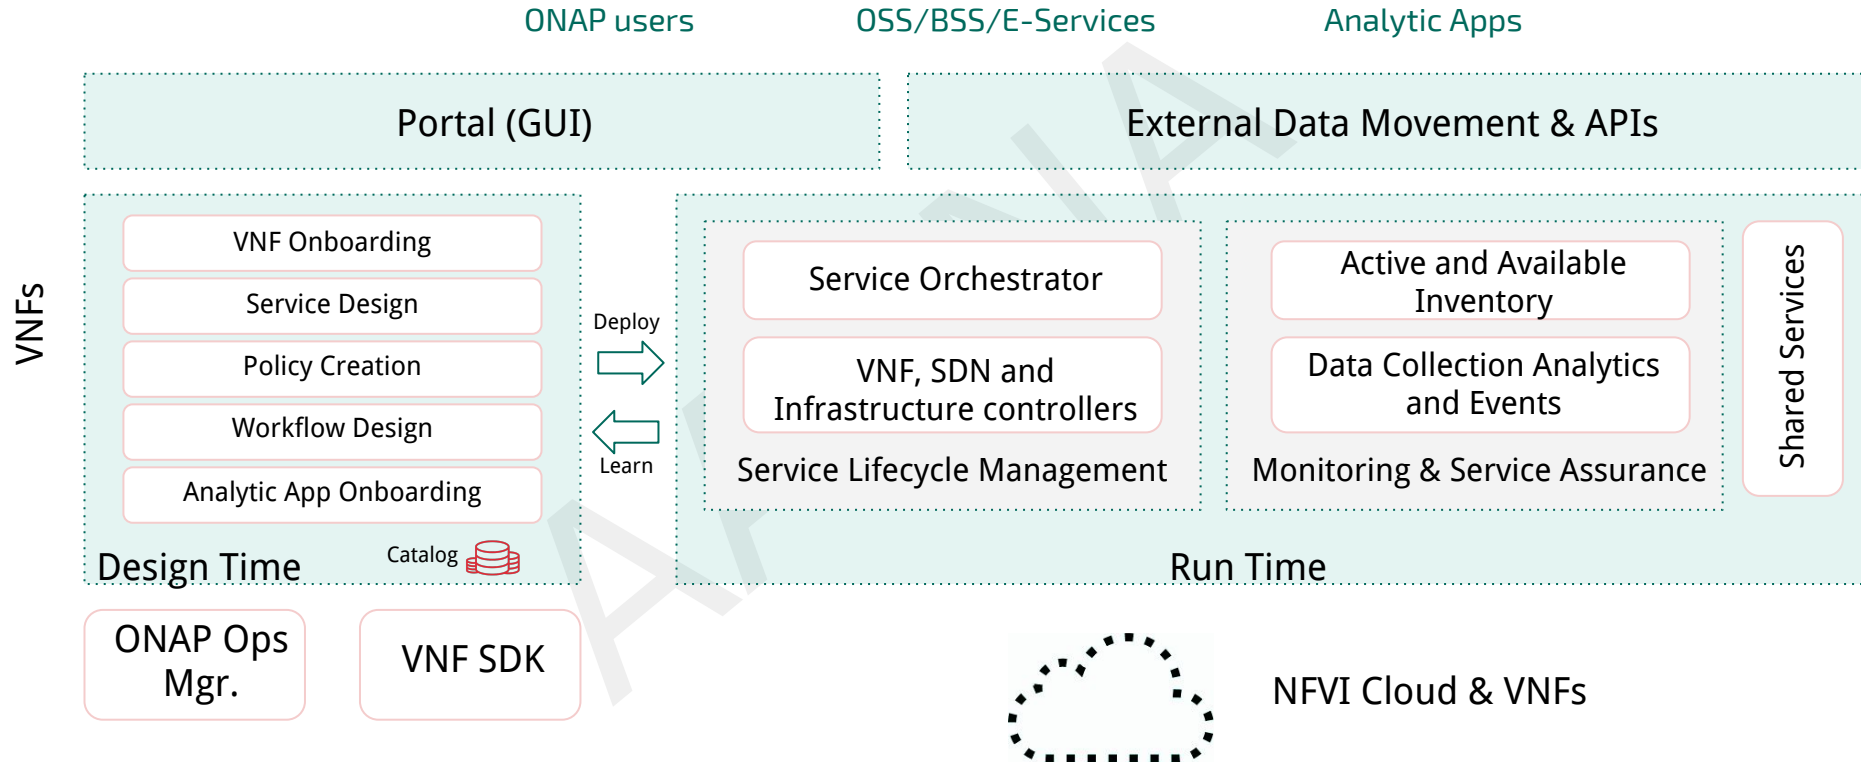 ONAP users
OSS/BSS/E-Services
Analytic Apps
Portal (GUI)
External Data Movement & APIs
VNFs
VNF Onboarding
Service Design
Policy Creation
Workflow Design
Analytic App Onboarding
Catalog
Design Time
Deploy
Learn
Service Orchestrator
VNF, SDN and
Infrastructure controllers
Service Lifecycle Management
Active and Available
Inventory
Data Collection Analytics
and Events
Monitoring & Service Assurance
Shared Services
Run Time
ONAP Ops
Mgr.
VNF SDK
NFVI Cloud & VNFs